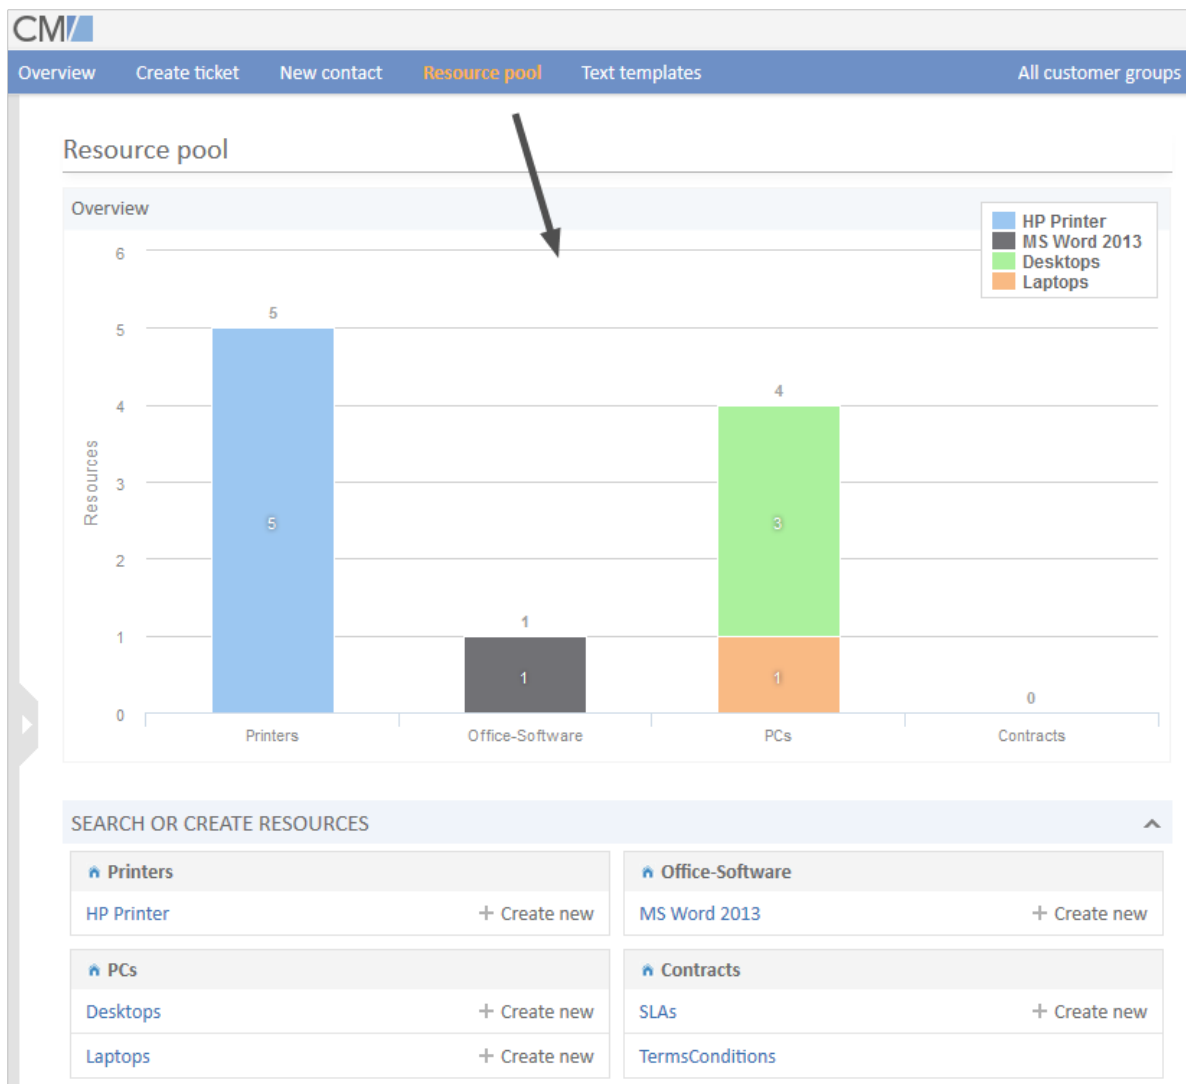 CM/
Overview Create ticket New contact Resource pool Text templates All customer groups
Resource pool
Overview
HP Printer
MS Word 2013
Desktops
Laptops
6
5
4
3
2
1
0
Resources
5
5
1
1
4
3
1
0
Printers Office-Software PCs Contracts
SEARCH OR CREATE RESOURCES
Printers
HP Printer + Create new
Office-Software
MS Word 2013 + Create new
PCs
Desktops + Create new
Laptops + Create new
Contracts
SLAs + Create new
TermsConditions